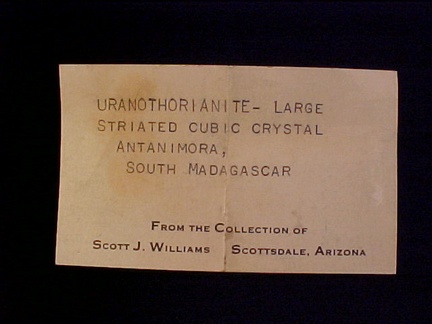 URANOTHORIANITE- LARGE
STRIATED CUBIC CRYSTAL
ANTANIMORA,
SOUTH MADAGASCAR
FROM THE COLLECTION OF
SCOTT J. WILLIAMS SCOTTSDALE, ARIZONA